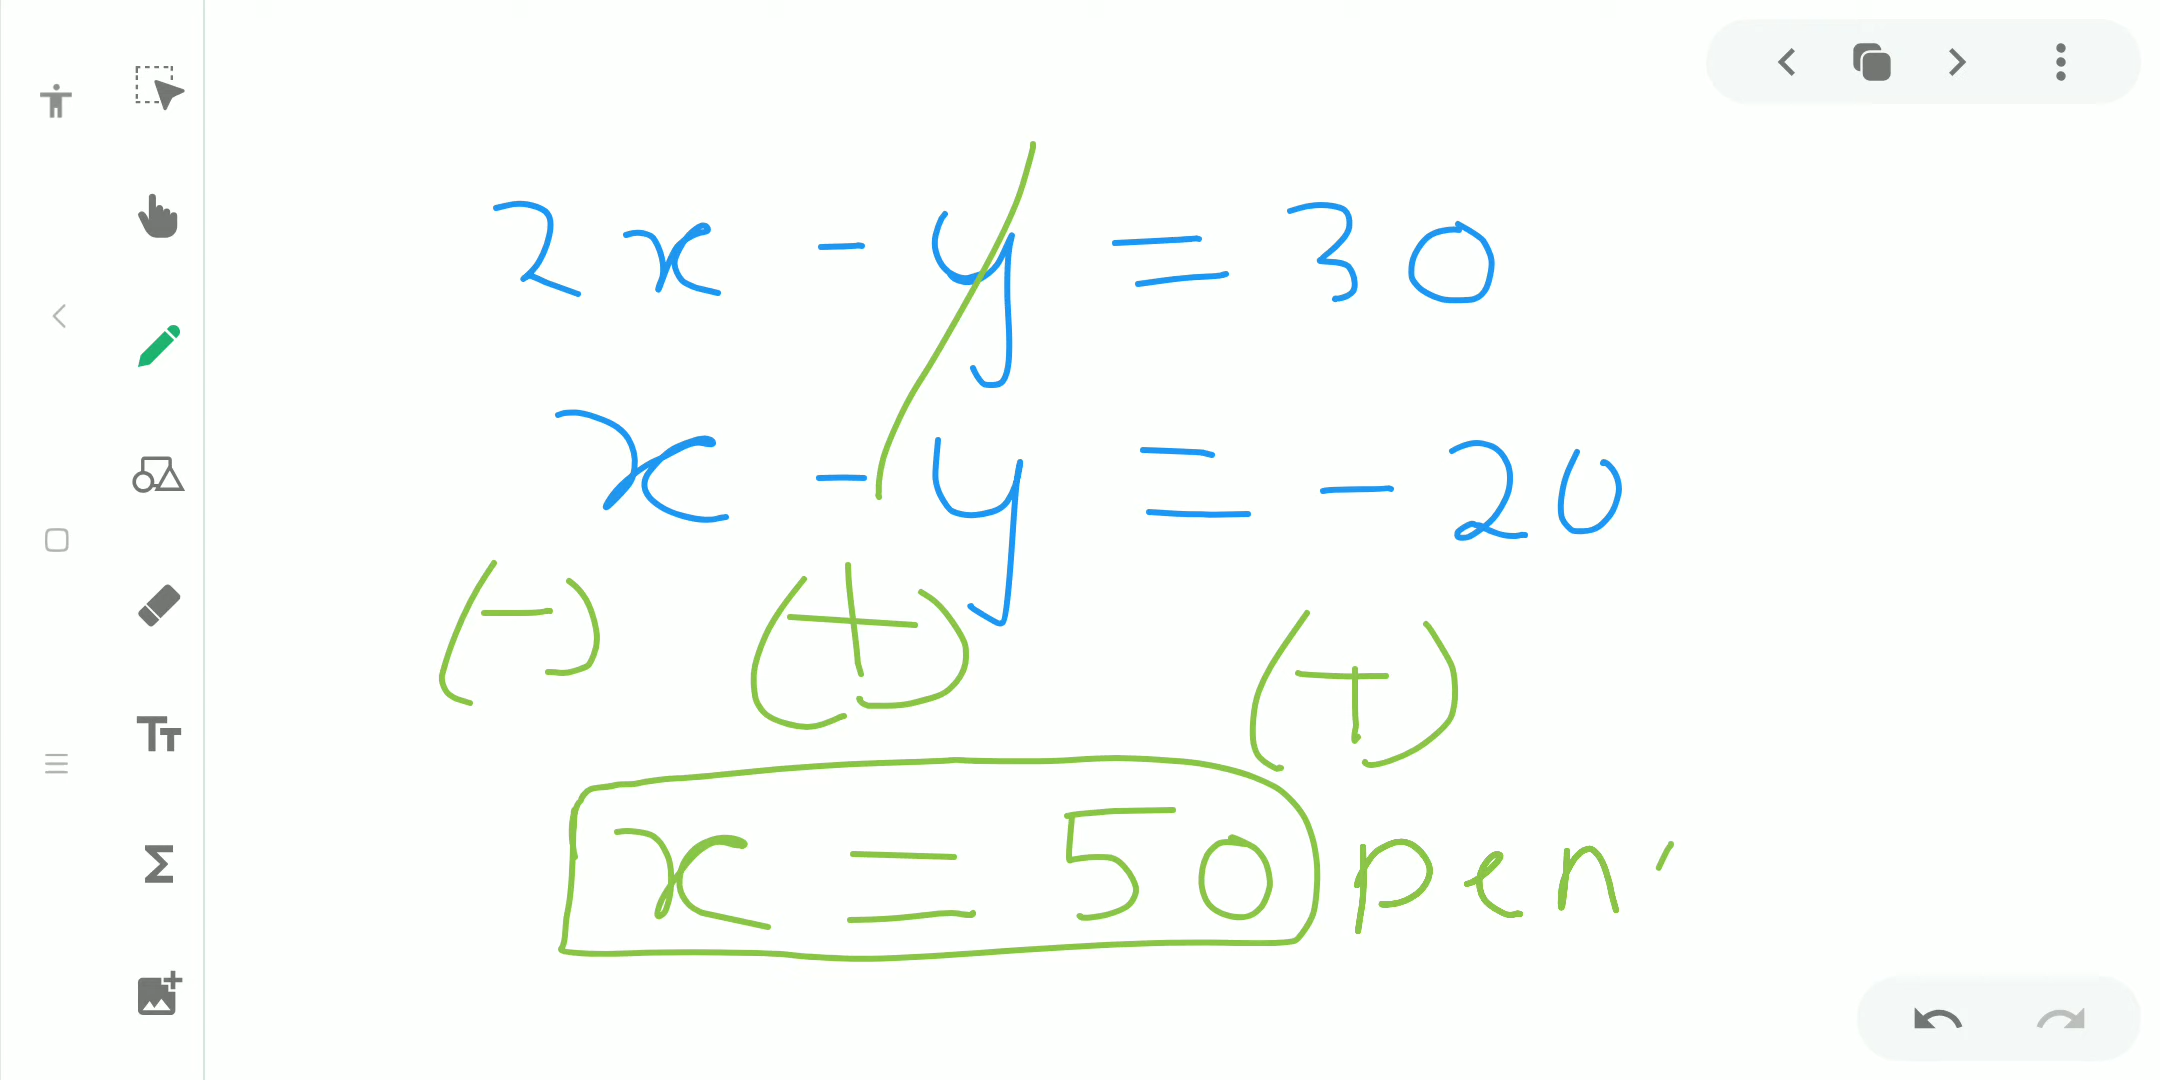 2x - y = 30
x - y = - 20
(-) (+) (+)
x = 50 pen